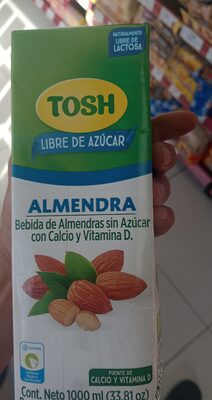 NATURALMENTE
LIBRE DE
LACTOSA
TOSH
LIBRE DE AZÚCAR
ALMENDRA
Bebida de Almendras sin Azúcar
con Calcio y Vitamina D.
FUENTE DE
CALCIO Y VITAMINA D
Cont. Neto 1000 ml (33.81 oz)